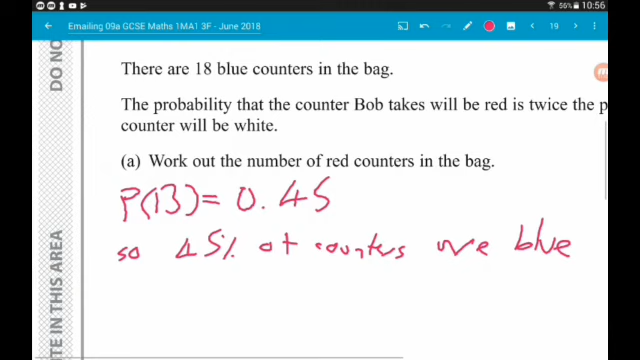 56% 10:56
Emailing 09a GCSE Maths 1MA1 3F - June 2018
19
DO NO
There are 18 blue counters in the bag.
The probability that the counter Bob takes will be red is twice the p
counter will be white.
(a) Work out the number of red counters in the bag.
P(B) = 0.45
so 45% of counters are blue
TE IN THIS AREA